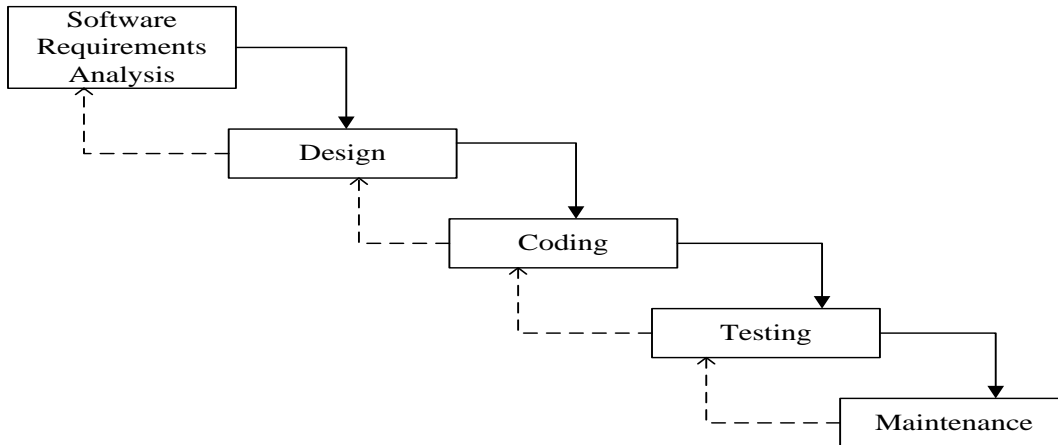 Software
Requirements
Analysis
Design
Coding
Testing
Maintenance